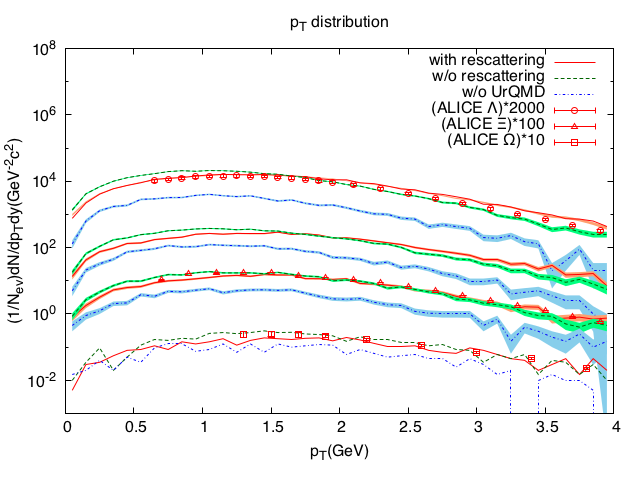 p_T distribution
with rescattering
w/o rescattering
w/o UrQMD
(ALICE Λ)*2000
(ALICE Ξ)*100
(ALICE Ω)*10
(1/N_ev)dN/dp_Tdy(GeV^-2c^2)
10^8
10^6
10^4
10^2
10^0
10^-2
0 0.5 1 1.5 2 2.5 3 3.5 4
p_T(GeV)